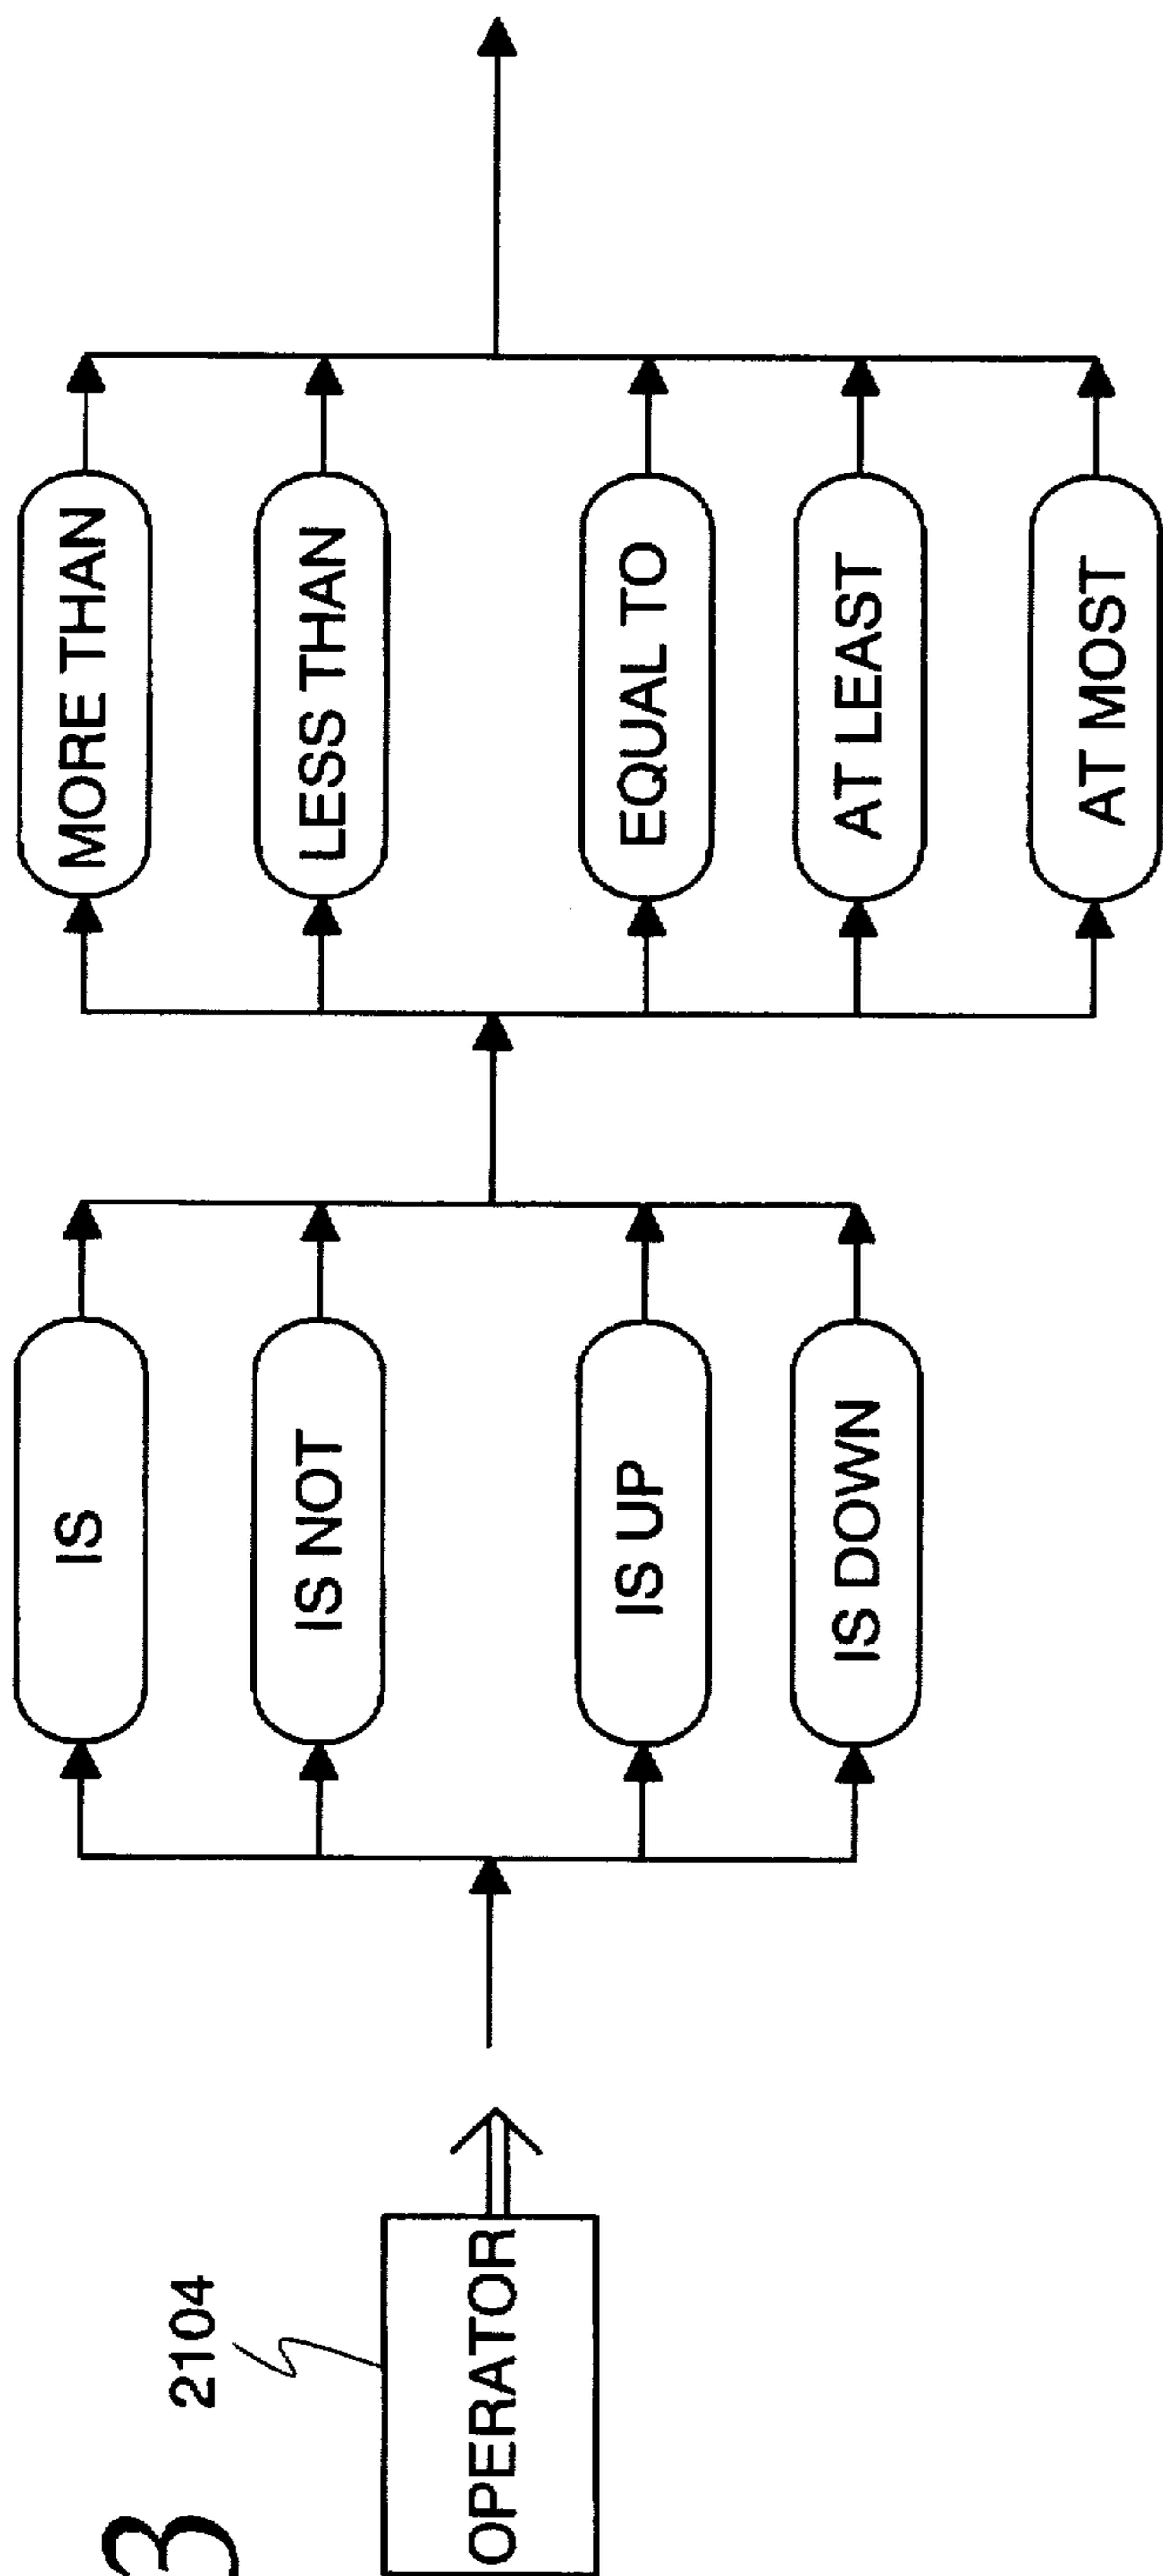 3
2104
OPERATOR
IS
IS NOT
IS UP
IS DOWN
MORE THAN
LESS THAN
EQUAL TO
AT LEAST
AT MOST